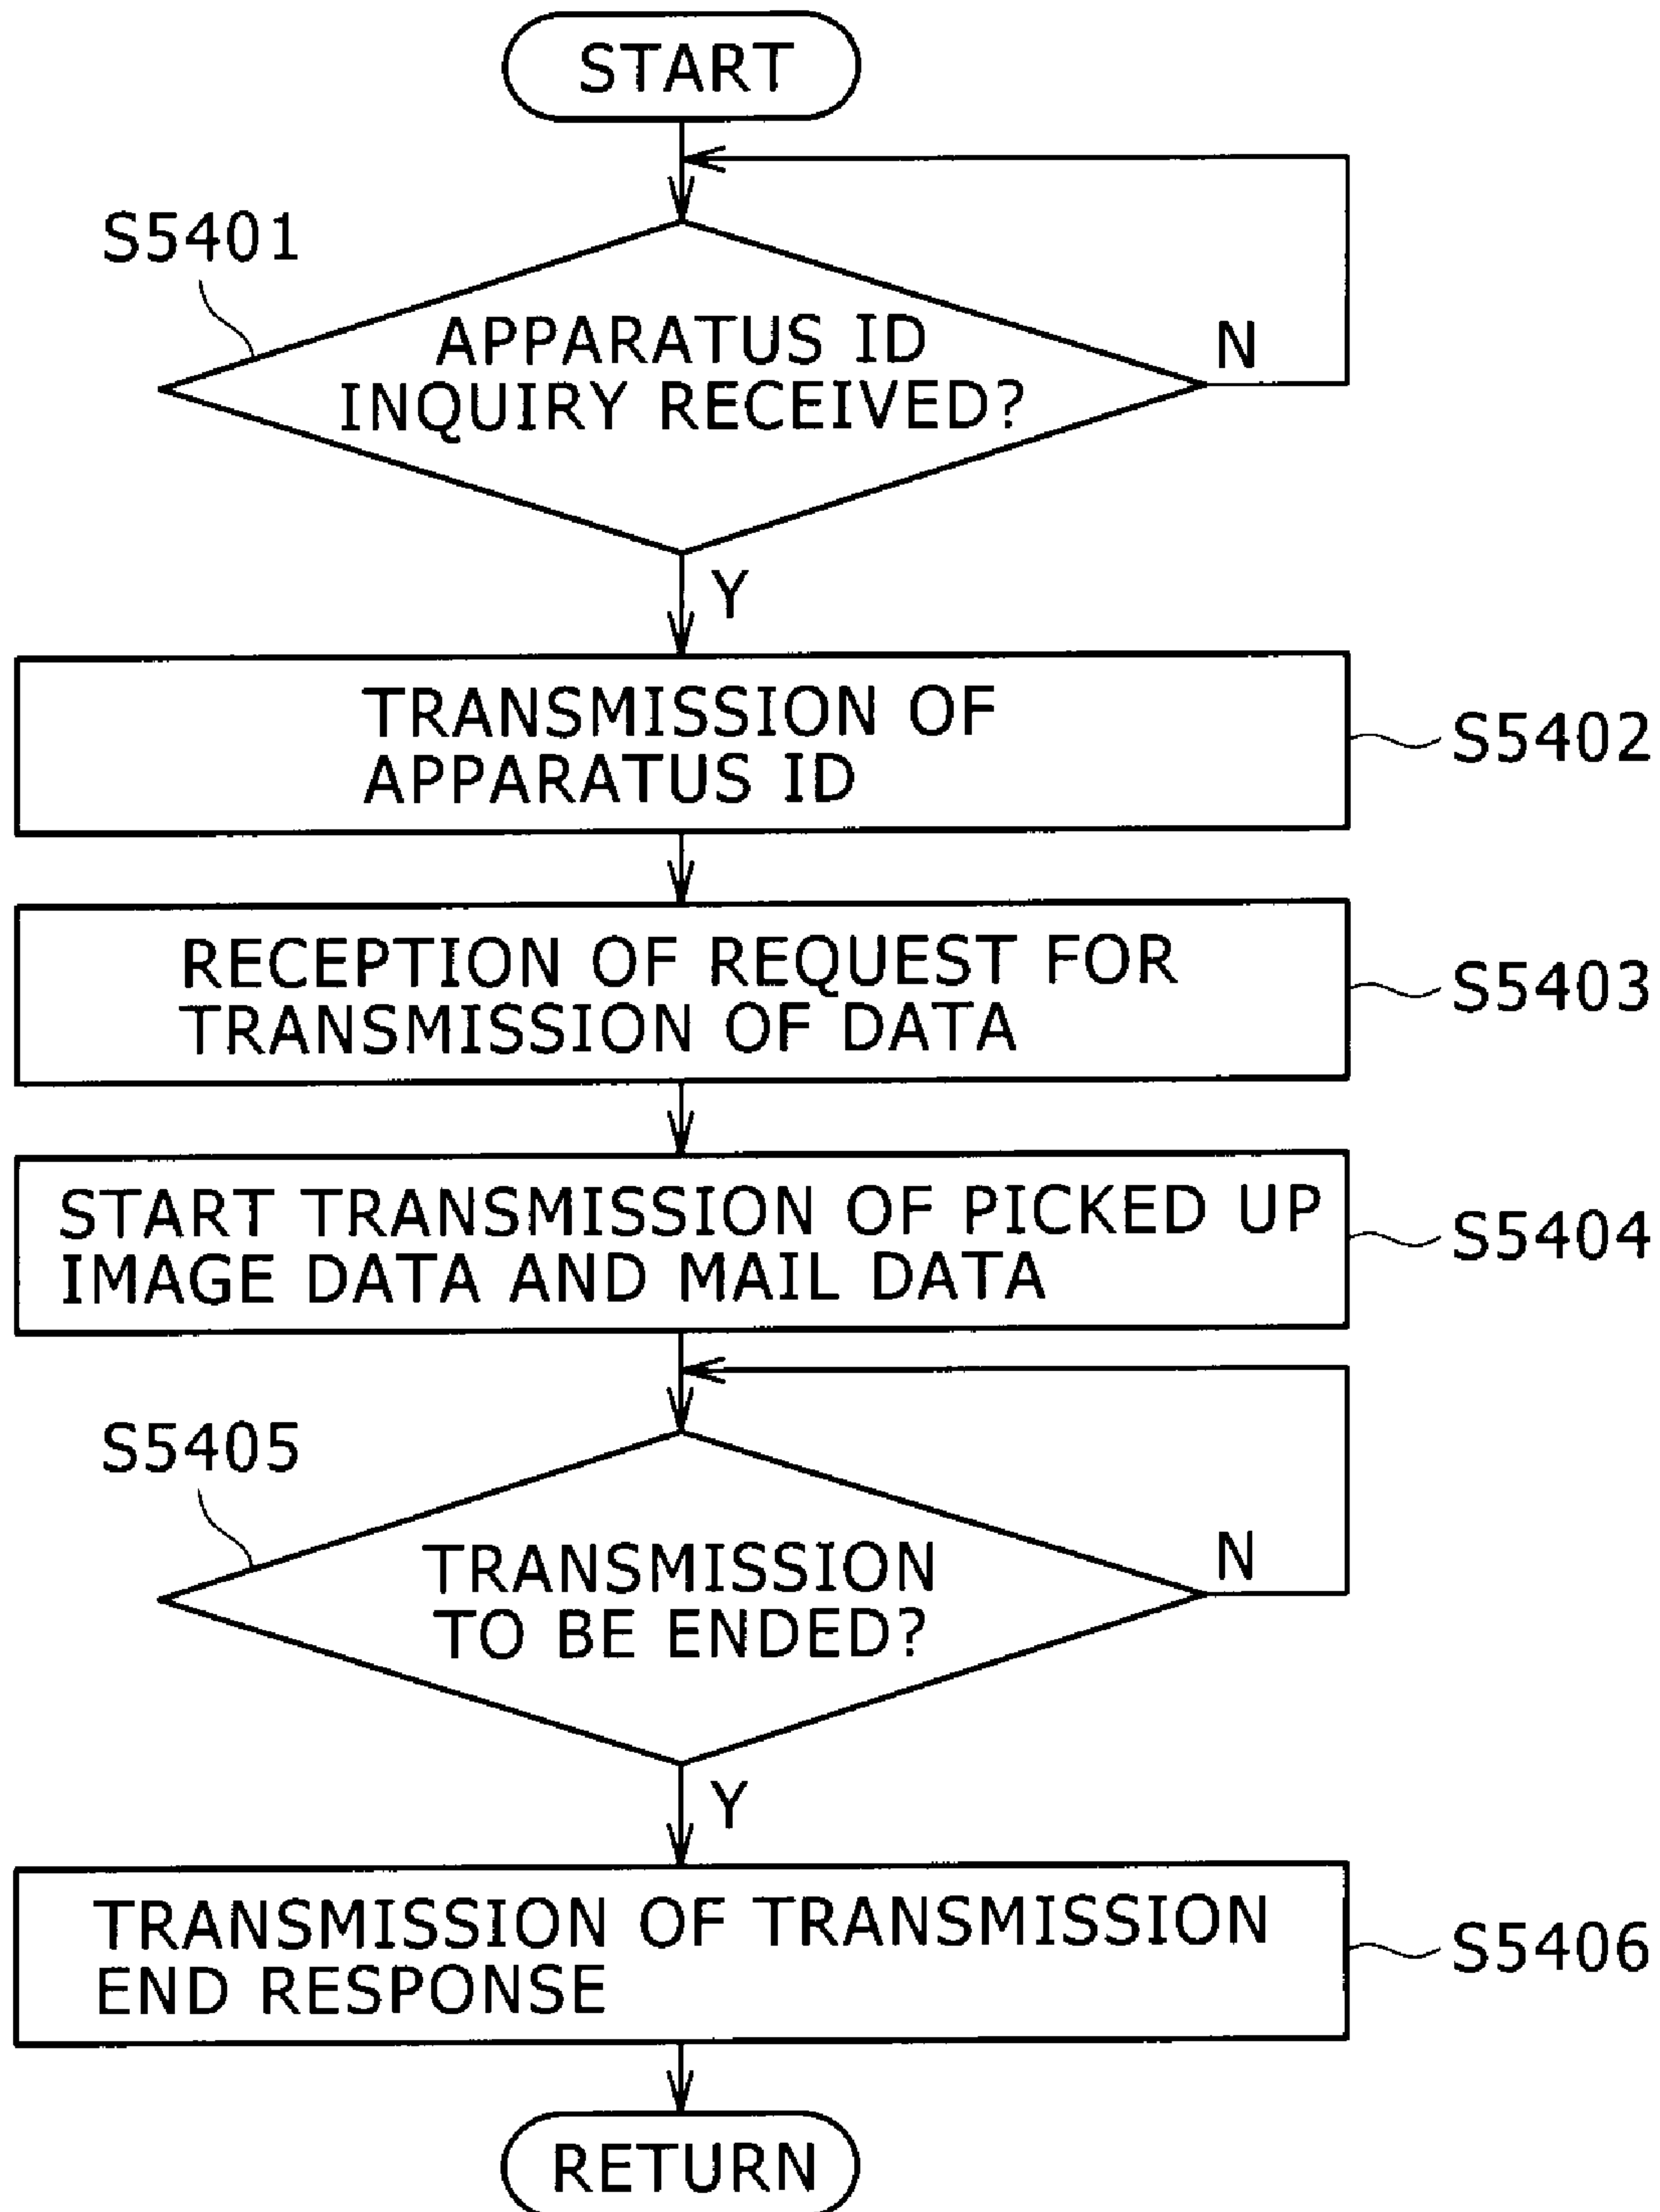 START
S5401
APPARATUS ID
INQUIRY RECEIVED?
N
Y
TRANSMISSION OF
APPARATUS ID
S5402
RECEPTION OF REQUEST FOR
TRANSMISSION OF DATA
S5403
START TRANSMISSION OF PICKED UP
IMAGE DATA AND MAIL DATA
S5404
S5405
TRANSMISSION
TO BE ENDED?
N
Y
TRANSMISSION OF TRANSMISSION
END RESPONSE
S5406
RETURN